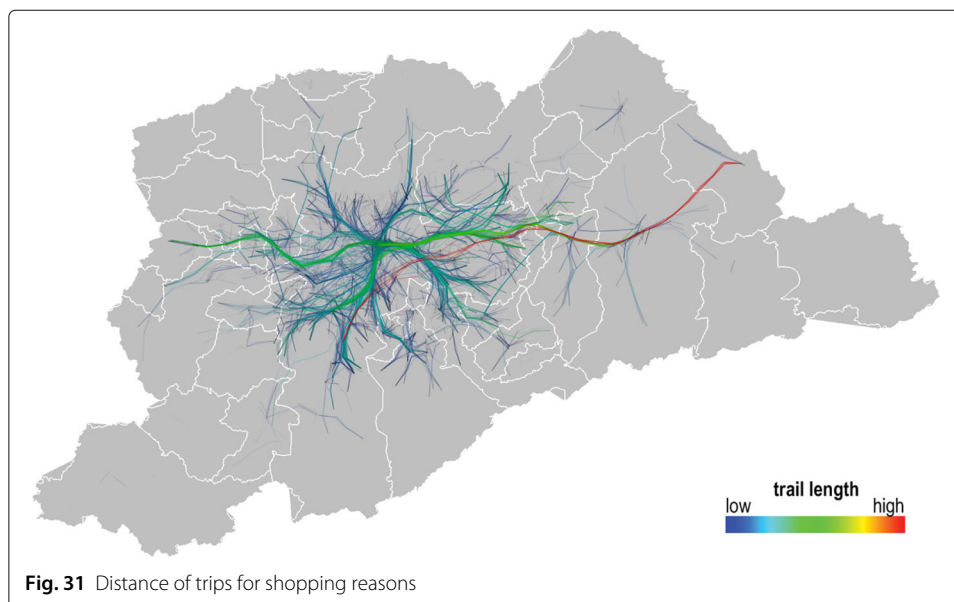 trail length
low high
Fig. 31 Distance of trips for shopping reasons